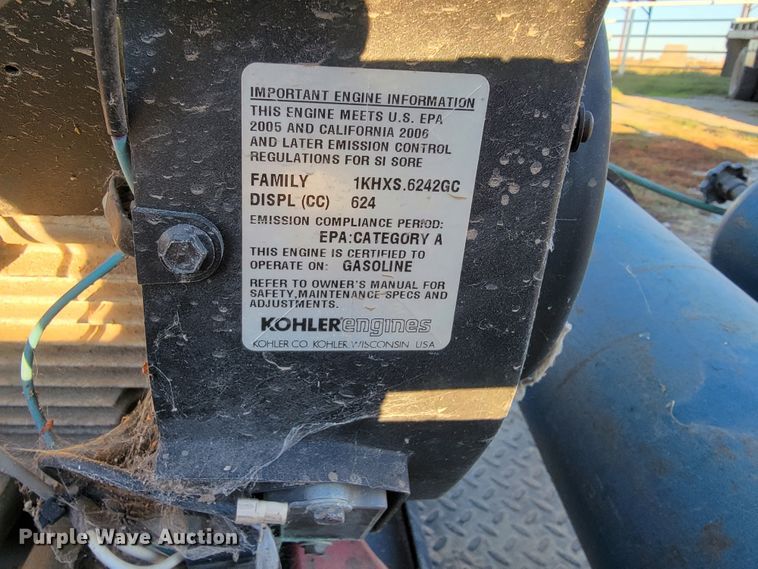 IMPORTANT ENGINE INFORMATION
THIS ENGINE MEETS U.S. EPA
2005 AND CALIFORNIA 2006
AND LATER EMISSION CONTROL
REGULATIONS FOR SI SORE
FAMILY 1KHXS.6242GC
DISPL (CC) 624
EMISSION COMPLIANCE PERIOD:
EPA:CATEGORY A
THIS ENGINE IS CERTIFIED TO
OPERATE ON: GASOLINE
REFER TO OWNER'S MANUAL FOR
SAFETY,MAINTENANCE SPECS AND
ADJUSTMENTS.
KOHLERengines
KOHLER CO. KOHLER, WISCONSIN USA
Purple Wave Auction